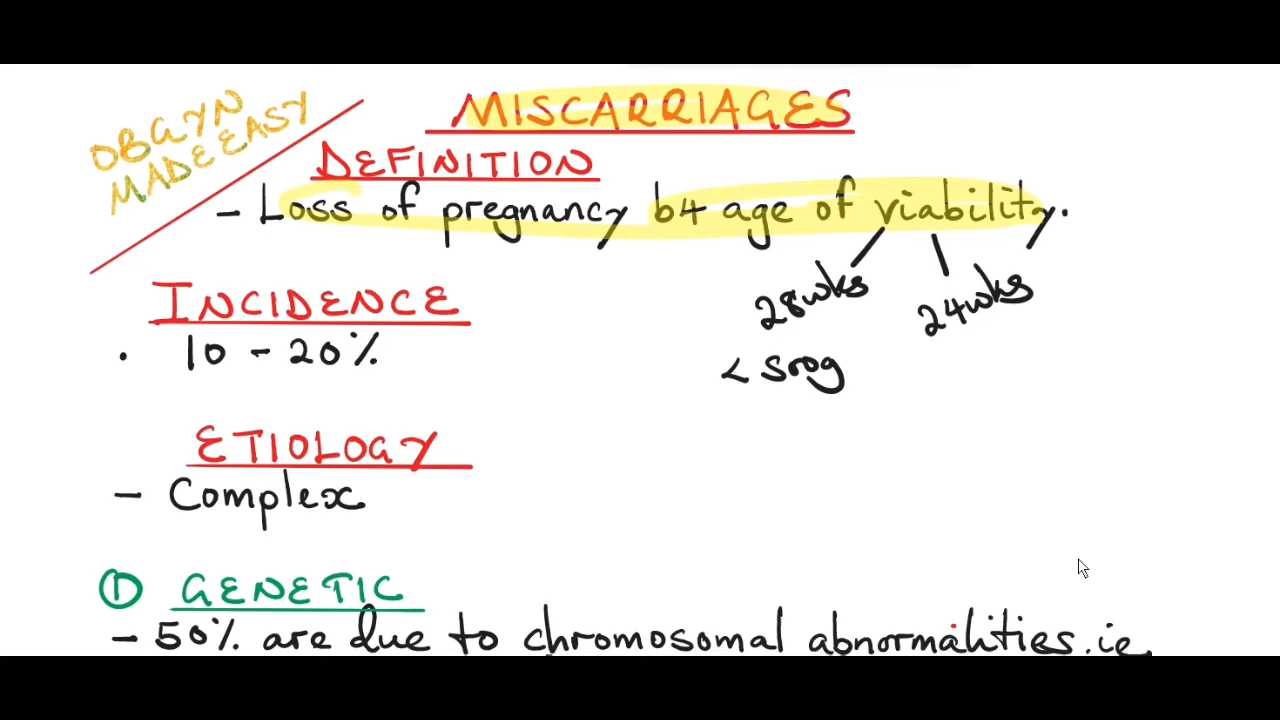 OBGYN
MADE EASY
MISCARRIAGES
DEFINITION
- Loss of pregnancy b4 age of viability.
28wks 24wks
< 500g
INCIDENCE
. 10 - 20%
ETIOLOGY
- Complex
① GENETIC
- 50% are due to chromosomal abnormalities. ie